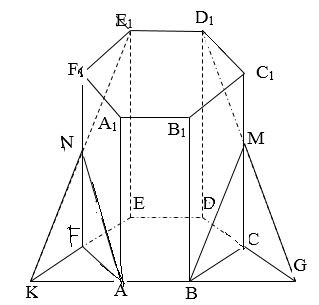 E₁ D₁
F₁ C₁
A₁ B₁
N M
E D
F C
K A B G